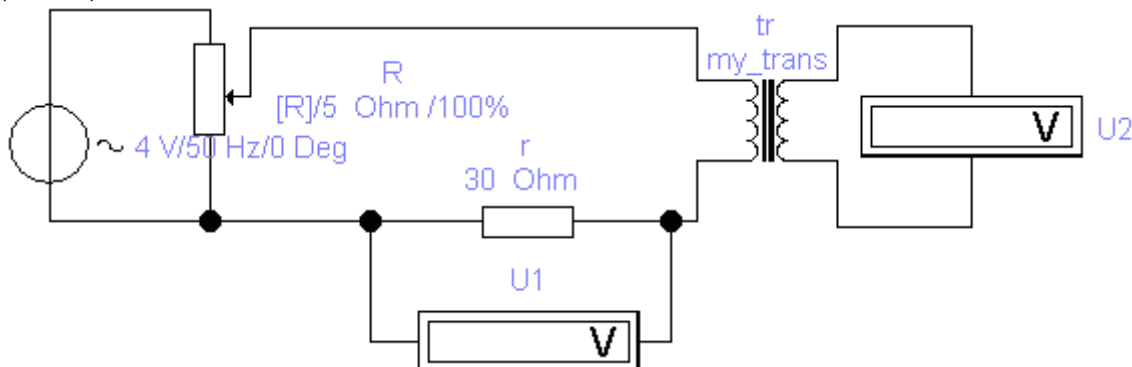 tr
my_trans
R
[R]/5 Ohm /100%
V
U2
~ 4 V/50 Hz/0 Deg
r
30 Ohm
U1
V